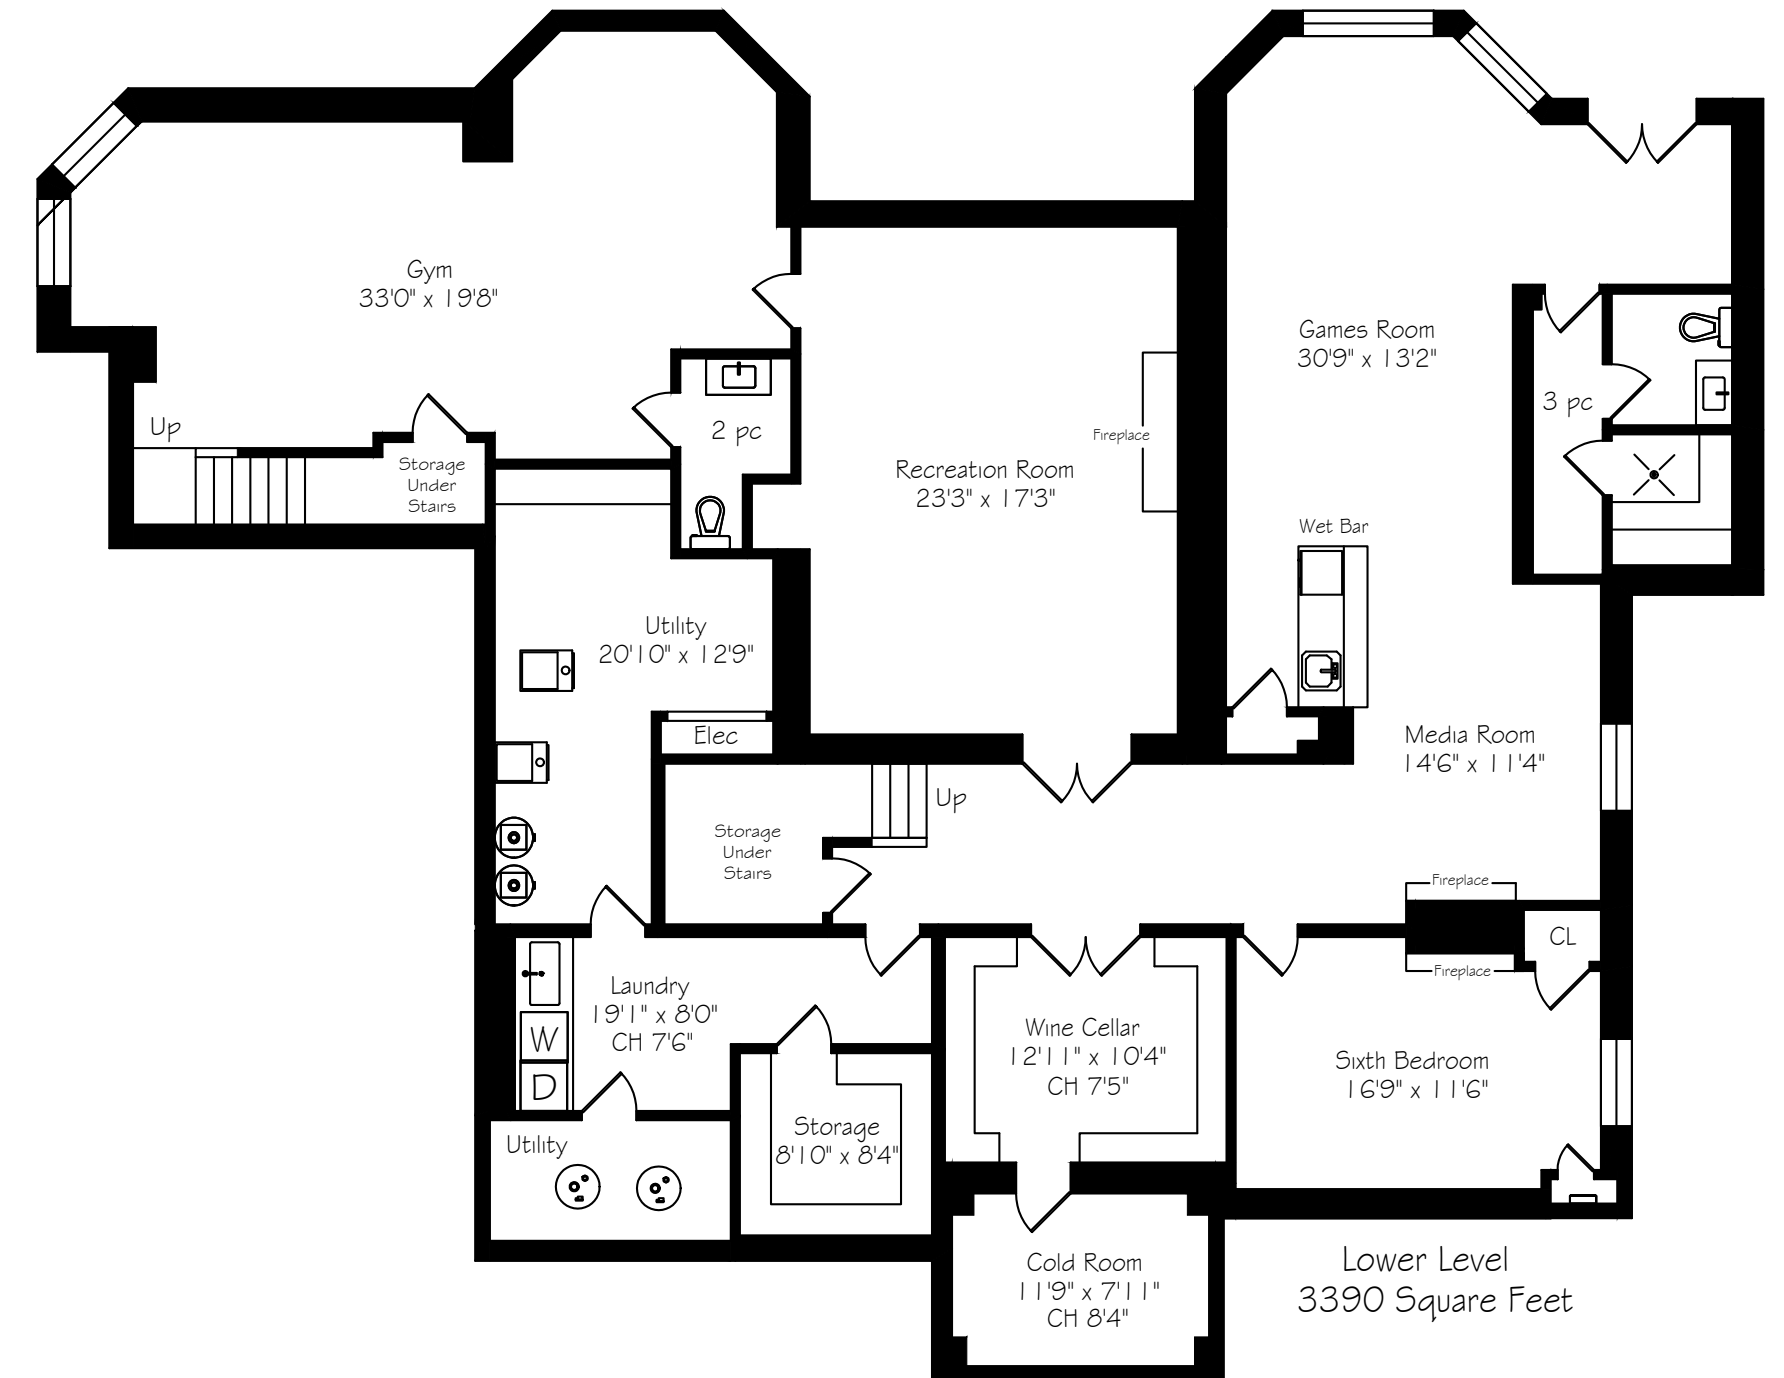 Gym
33'0" x 19'8"
Games Room
30'9" x 13'2"
Up
2 pc
3 pc
Fireplace
Storage
Under
Stairs
Recreation Room
23'3" x 17'3"
Wet Bar
Utility
20'10" x 12'9"
Elec
Media Room
14'6" x 11'4"
Up
Storage
Under
Stairs
Fireplace
CL
Fireplace
Laundry
19'1" x 8'0"
CH 7'6"
W
D
Wine Cellar
12'11" x 10'4"
CH 7'5"
Sixth Bedroom
16'9" x 11'6"
Storage
8'10" x 8'4"
Utility
Cold Room
11'9" x 7'11"
CH 8'4"
Lower Level
3390 Square Feet